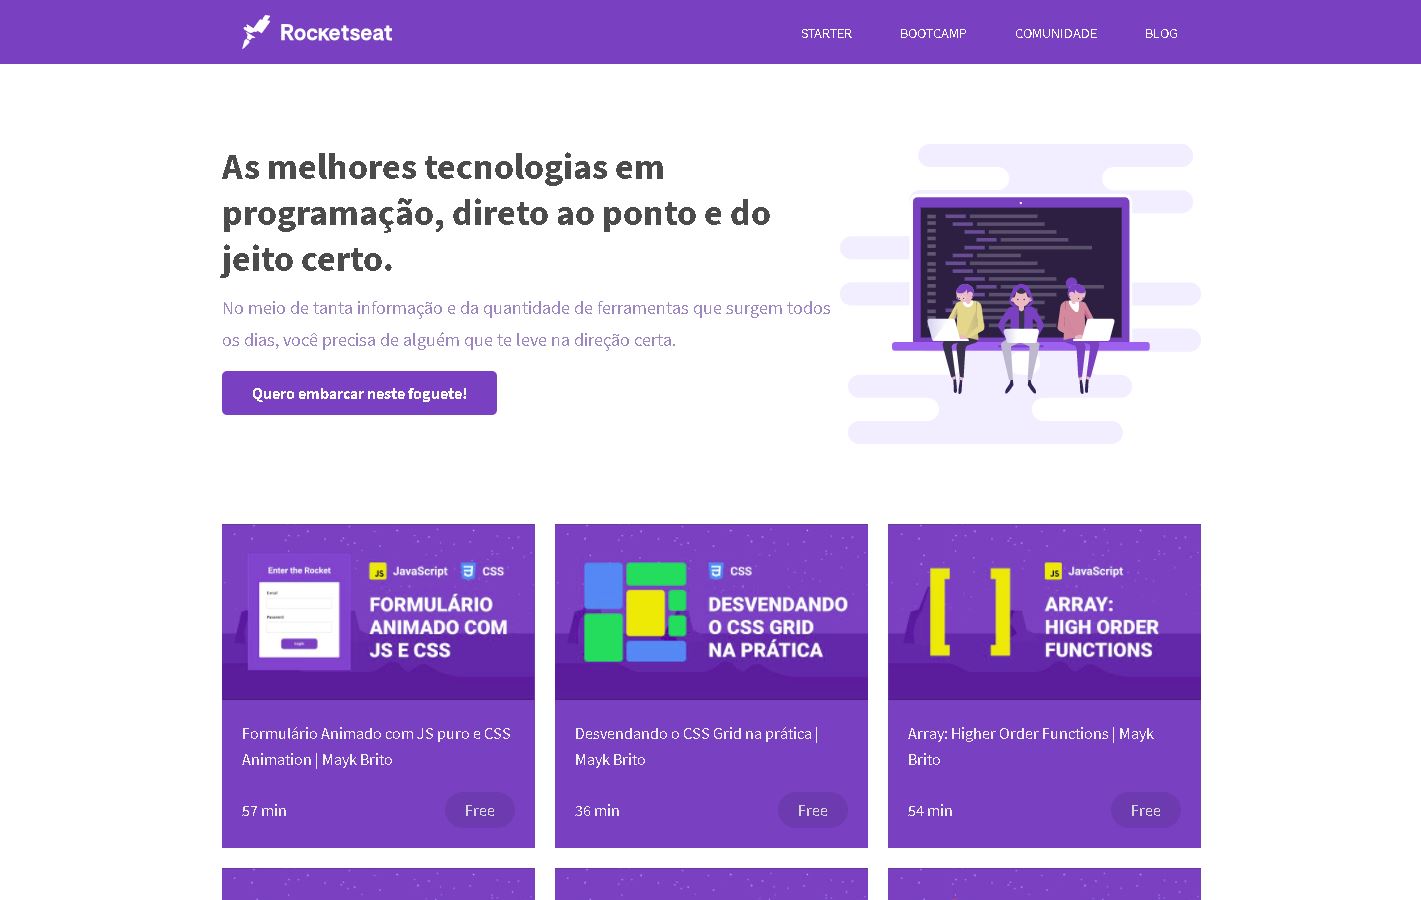 Rocketseat
STARTER
BOOTCAMP
COMUNIDADE
BLOG
As melhores tecnologias em
programação, direto ao ponto e do
jeito certo.
No meio de tanta informação e da quantidade de ferramentas que surgem todos
os dias, você precisa de alguém que te leve na direção certa.
Quero embarcar neste foguete!
Enter the Rocket
Email
Password
Login
JS JavaScript
CSS
FORMULÁRIO
ANIMADO COM
JS E CSS
Formulário Animado com JS puro e CSS
Animation | Mayk Brito
57 min
Free
CSS
DESVENDANDO
O CSS GRID
NA PRÁTICA
Desvendando o CSS Grid na prática |
Mayk Brito
36 min
Free
[ ]
JS JavaScript
ARRAY:
HIGH ORDER
FUNCTIONS
Array: Higher Order Functions | Mayk
Brito
54 min
Free